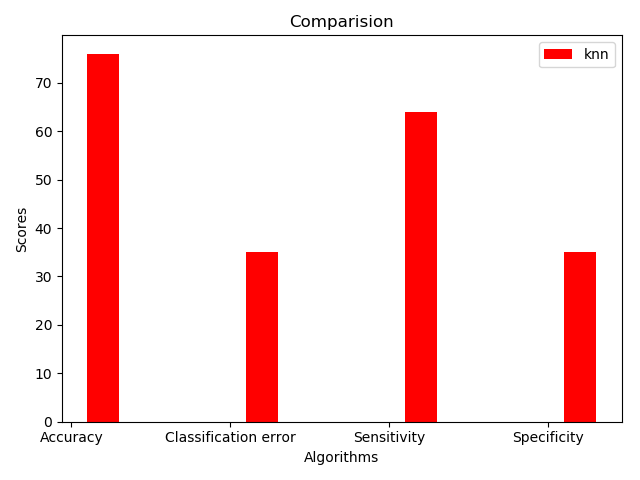 Comparision
knn
Scores
70
60
50
40
30
20
10
0
Accuracy
Classification error
Sensitivity
Specificity
Algorithms